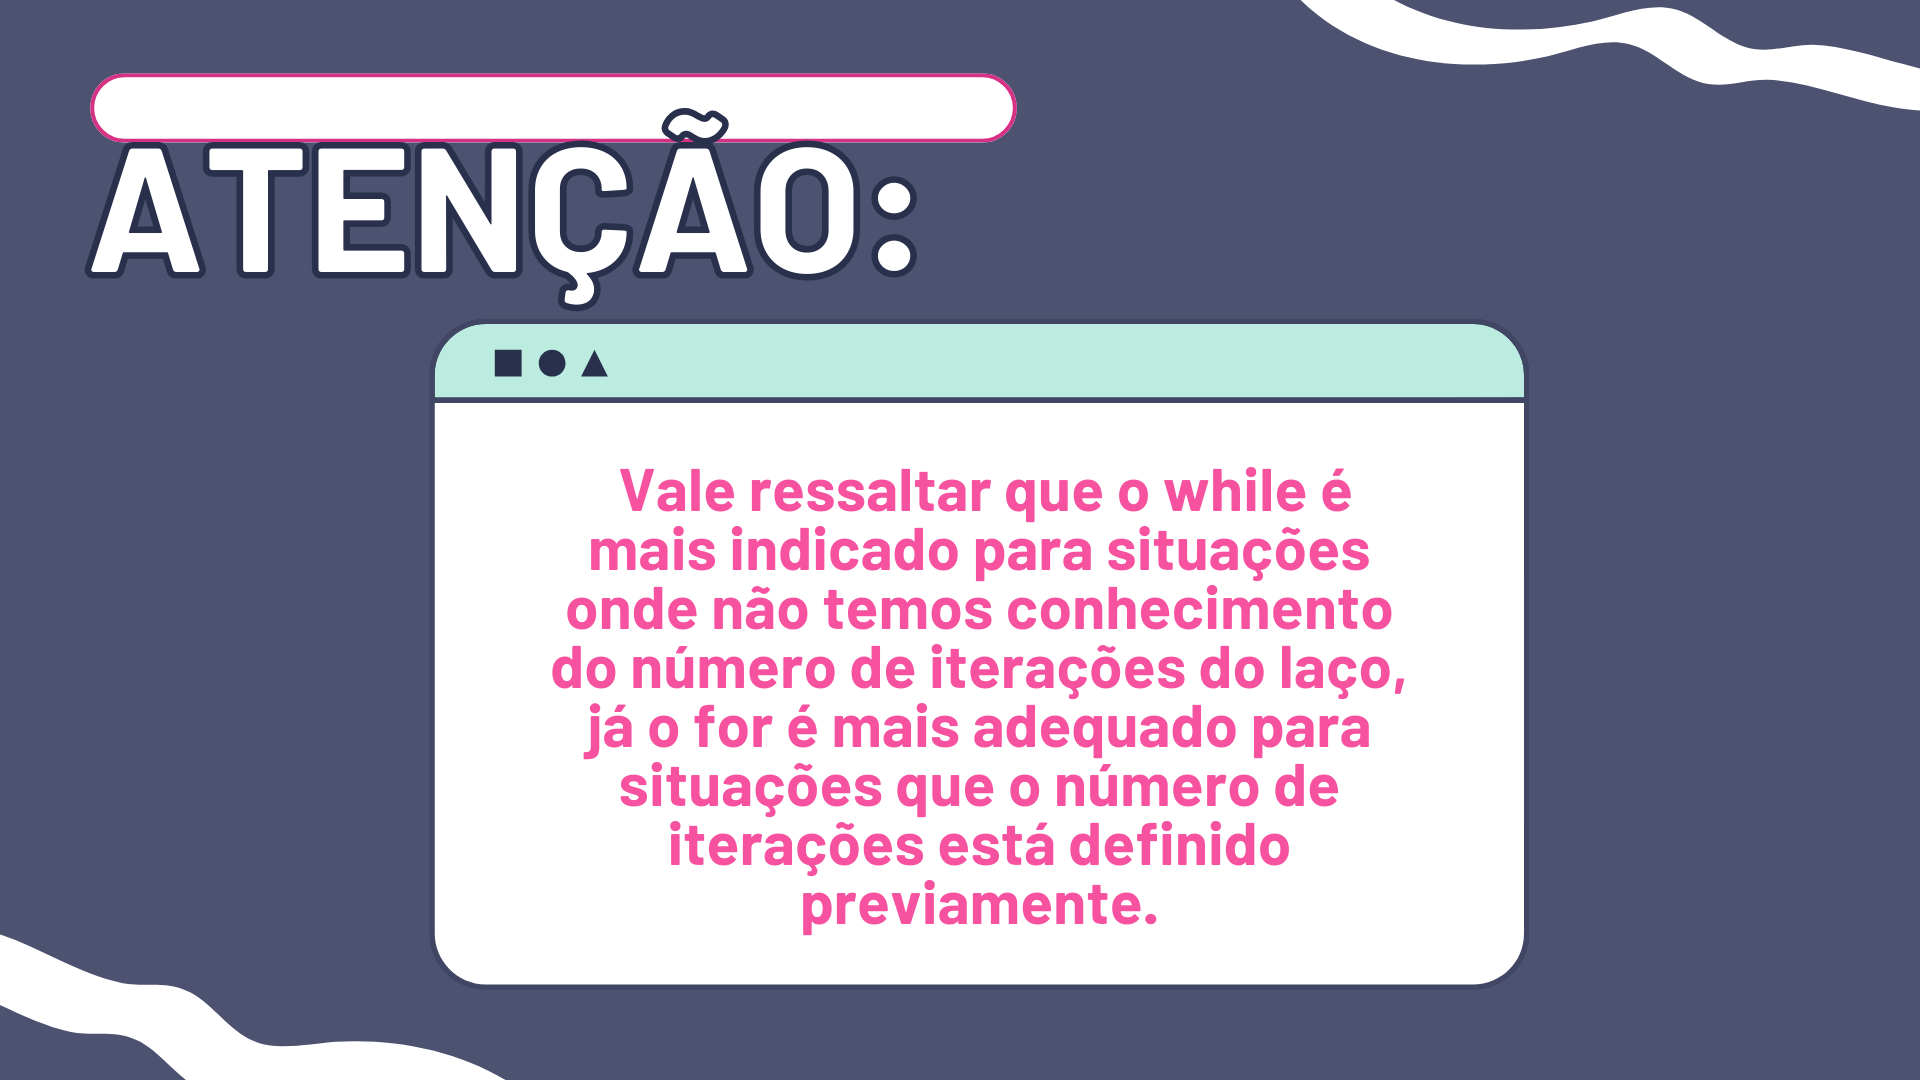 ATENÇÃO:
Vale ressaltar que o while é
mais indicado para situações
onde não temos conhecimento
do número de iterações do laço,
já o for é mais adequado para
situações que o número de
iterações está definido
previamente.